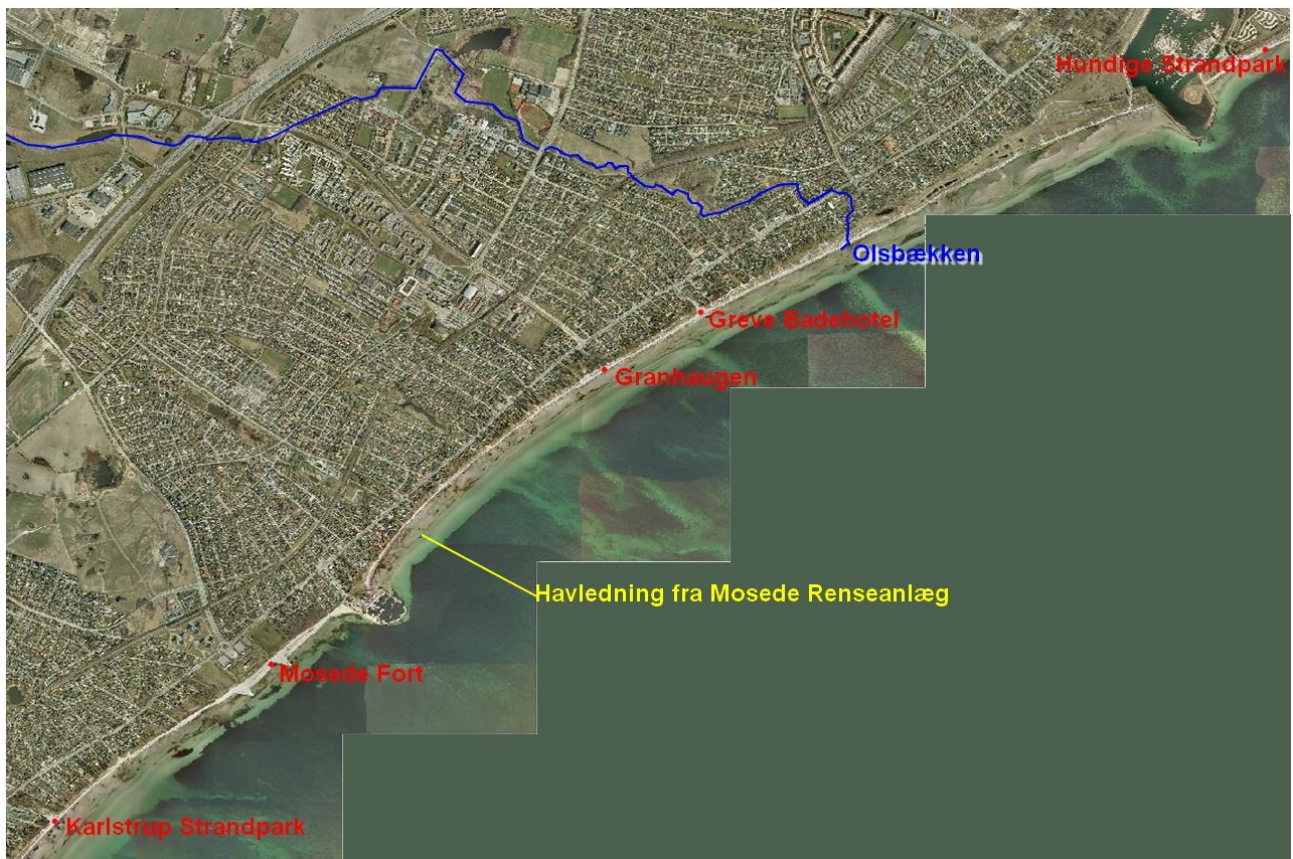 Hundige Strandpark
Olsbækken
Greve Badehotel
Granhaugen
Havledning fra Mosede Renseanlæg
Mosede Fort
Karlstrup Strandpark